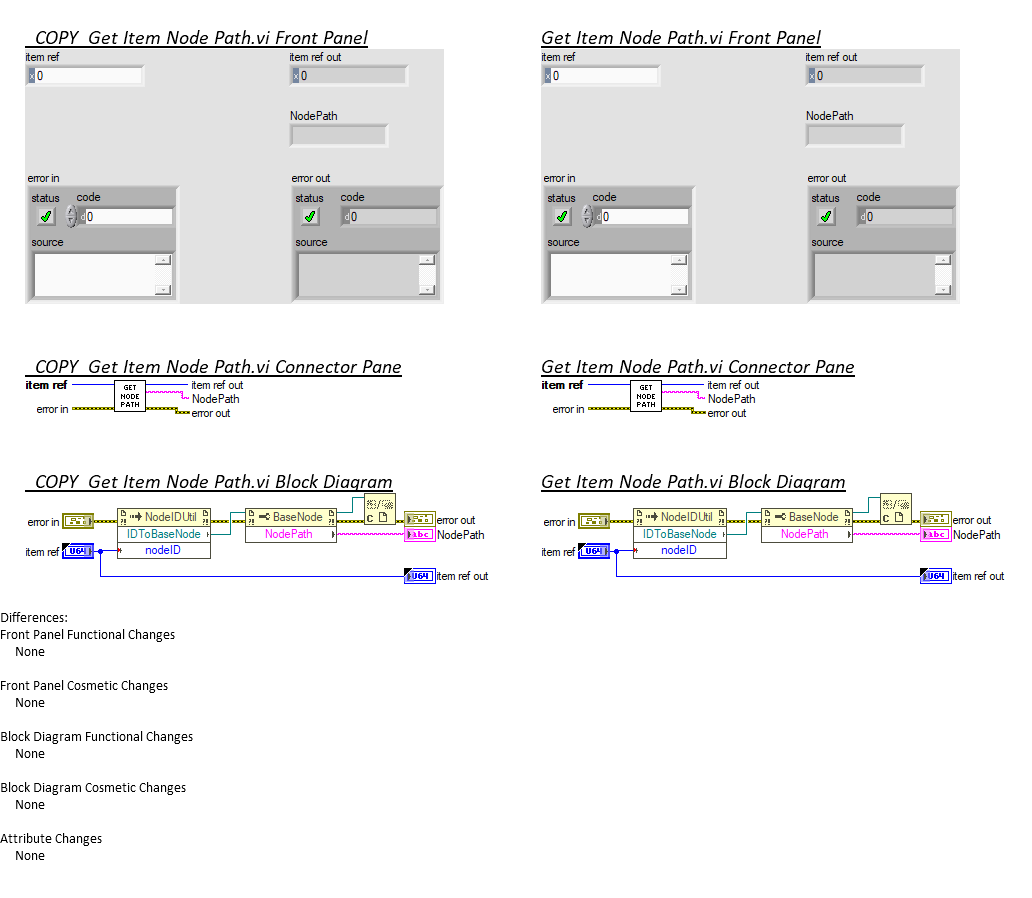 COPY Get Item Node Path.vi Front Panel
item ref
x 0
item ref out
x 0
NodePath
error in
status
code
d 0
source
error out
status
code
d 0
source
Get Item Node Path.vi Front Panel
item ref
x 0
item ref out
x 0
NodePath
error in
status
code
d 0
source
error out
status
code
d 0
source
COPY Get Item Node Path.vi Connector Pane
item ref
error in
GET
NODE
PATH
item ref out
NodePath
error out
Get Item Node Path.vi Connector Pane
item ref
error in
GET
NODE
PATH
item ref out
NodePath
error out
COPY Get Item Node Path.vi Block Diagram
error in
item ref
U64
NodeIDUtil
IDToBaseNode
nodeID
BaseNode
NodePath
C
error out
abc
NodePath
U64
item ref out
Get Item Node Path.vi Block Diagram
error in
item ref
U64
NodeIDUtil
IDToBaseNode
nodeID
BaseNode
NodePath
C
error out
abc
NodePath
U64
item ref out
Differences:
Front Panel Functional Changes
None
Front Panel Cosmetic Changes
None
Block Diagram Functional Changes
None
Block Diagram Cosmetic Changes
None
Attribute Changes
None